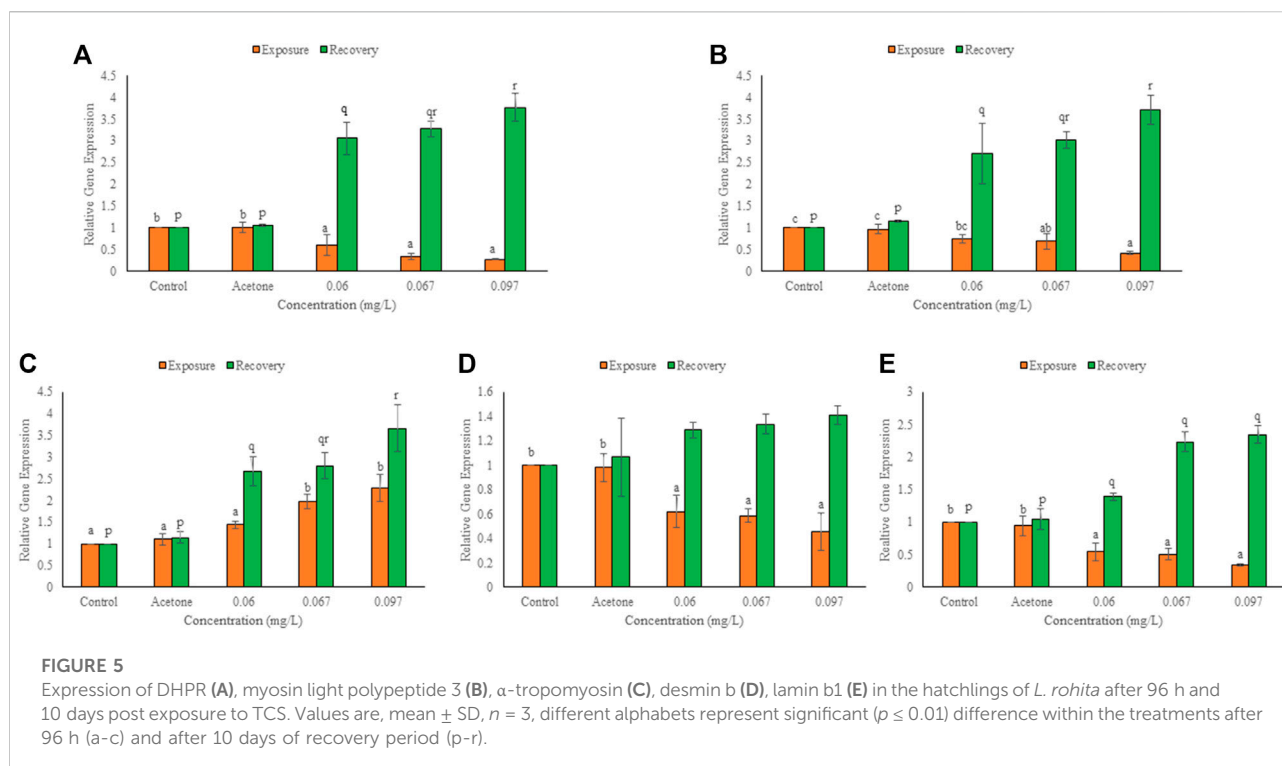 A
Exposure Recovery
Relative Gene Expression
4.5
4
3.5
3
2.5
2
1.5
1
0.5
0
b p b p a q a qr a r
Control Acetone 0.06 0.067 0.097
Concentration (mg/L)
B
Exposure Recovery
Relative Gene Expression
4.5
4
3.5
3
2.5
2
1.5
1
0.5
0
c p c p bc q ab qr a r
Control Acetone 0.06 0.067 0.097
Concentration (mg/L)
C
Exposure Recovery
Relative Gene Expression
4.5
4
3.5
3
2.5
2
1.5
1
0.5
0
a p a p a q b qr b r
Control Acetone 0.06 0.067 0.097
Concentration (mg/L)
D
Exposure Recovery
Relative Gene Expression
1.6
1.4
1.2
1
0.8
0.6
0.4
0.2
0
b b a a a
Control Acetone 0.06 0.067 0.097
Concentration (mg/L)
E
Exposure Recovery
Realtive Gene Expression
3
2.5
2
1.5
1
0.5
0
b p b p a q a q a q
Control Acetone 0.06 0.067 0.097
Concentration (mg/L)
FIGURE 5
Expression of DHPR (A), myosin light polypeptide 3 (B), α-tropomyosin (C), desmin b (D), lamin b1 (E) in the hatchlings of L. rohita after 96 h and
10 days post exposure to TCS. Values are, mean ± SD, n = 3, different alphabets represent significant (p ≤ 0.01) difference within the treatments after
96 h (a-c) and after 10 days of recovery period (p-r).